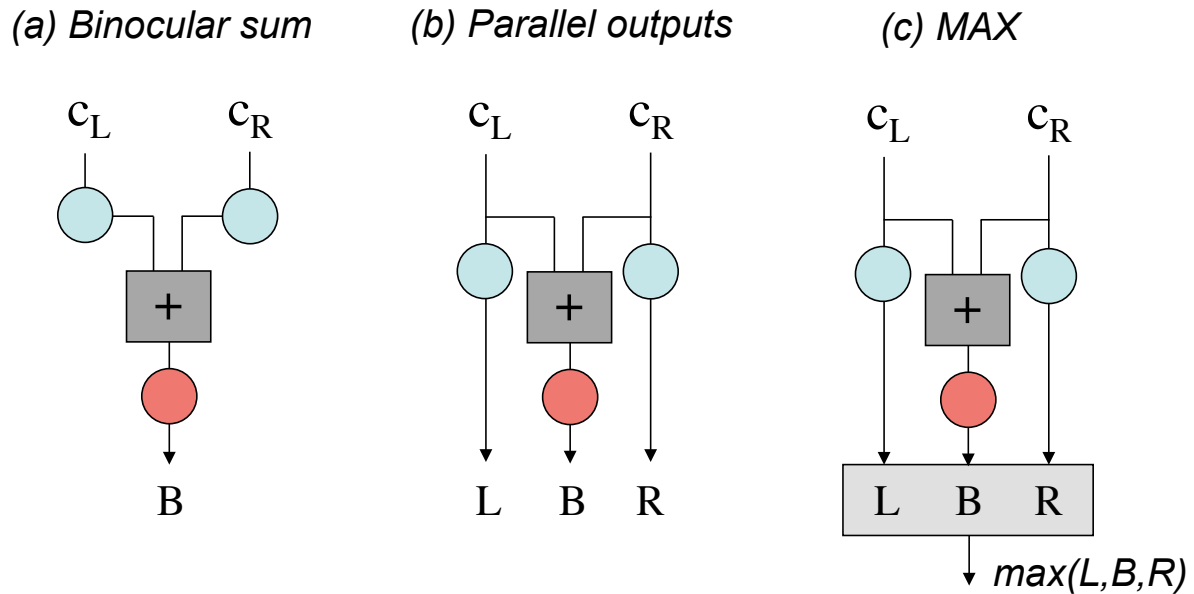 (a) Binocular sum
(b) Parallel outputs
(c) MAX
cL cR
cL cR
cL cR
+
+
+
B
L B R
L B R
max(L,B,R)